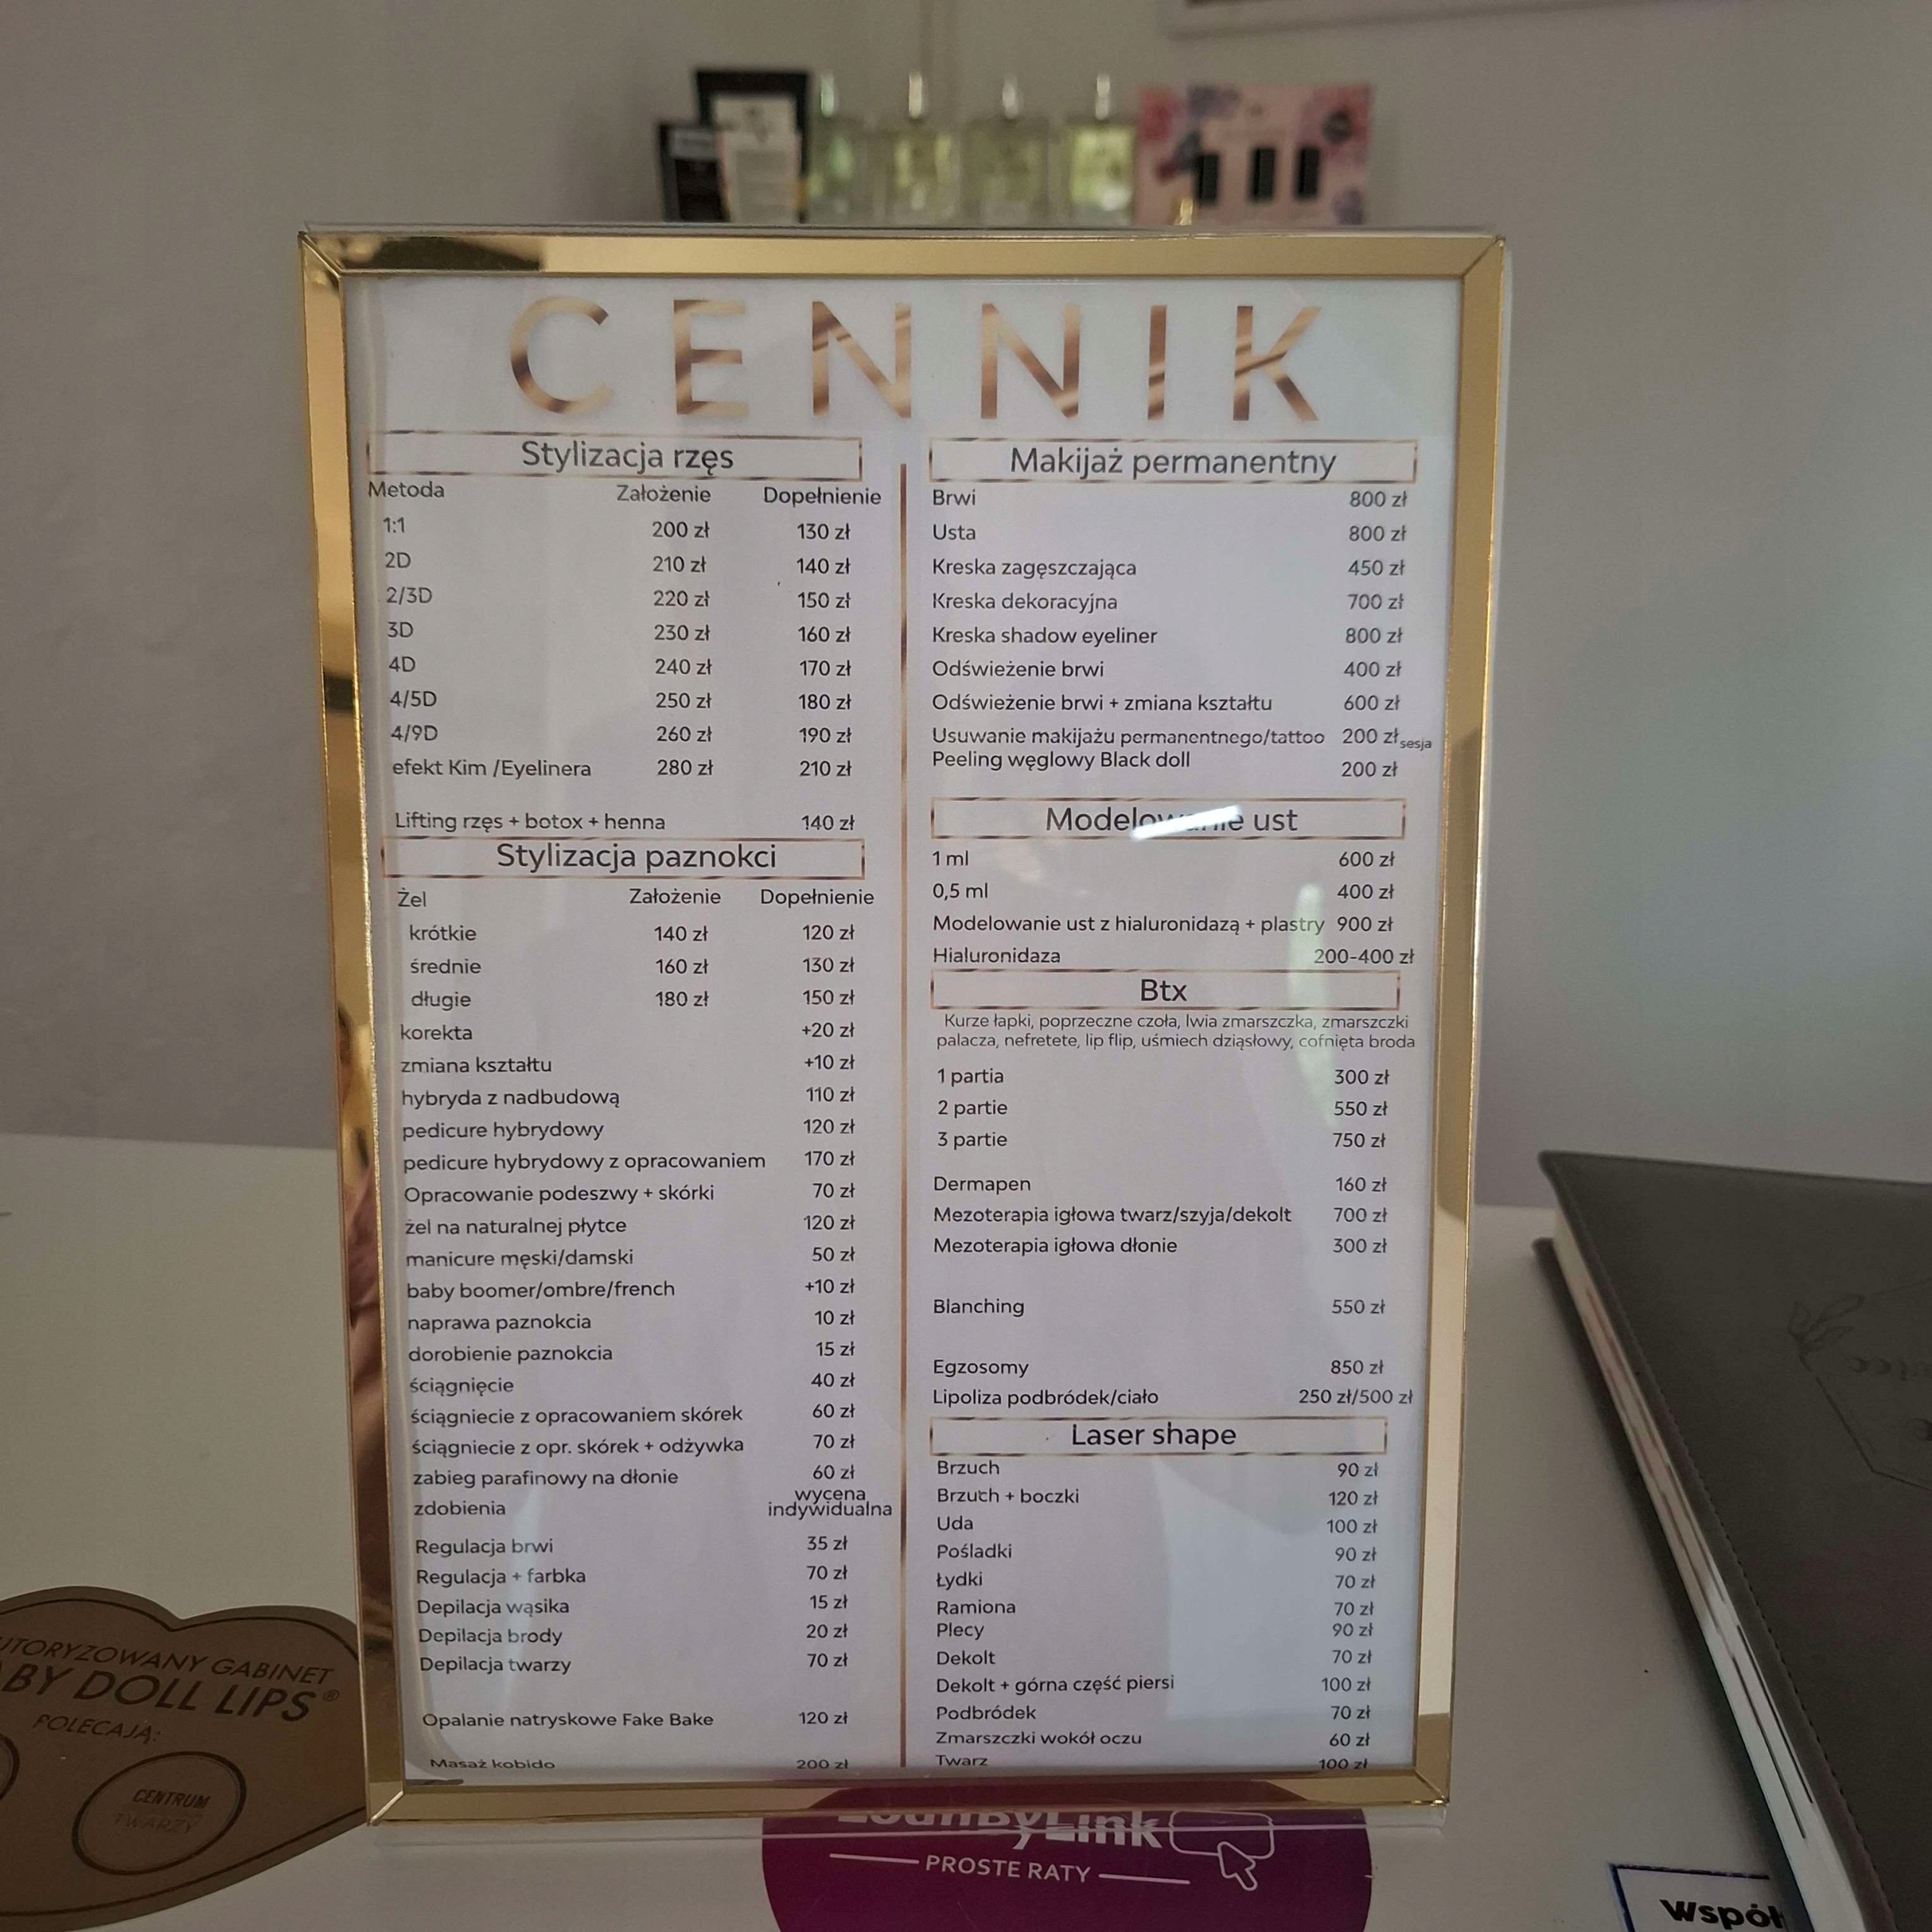 CENNIK
Stylizacja rzęs
Metoda Założenie Dopełnienie
1:1 200 zł 130 zł
2D 210 zł 140 zł
2/3D 220 zł 150 zł
3D 230 zł 160 zł
4D 240 zł 170 zł
4/5D 250 zł 180 zł
4/9D 260 zł 190 zł
efekt Kim /Eyelinera 280 zł 210 zł
Lifting rzęs + botox + henna 140 zł
Stylizacja paznokci
Żel Założenie Dopełnienie
krótkie 140 zł 120 zł
średnie 160 zł 130 zł
długie 180 zł 150 zł
korekta +20 zł
zmiana kształtu +10 zł
hybryda z nadbudową 110 zł
pedicure hybrydowy 120 zł
pedicure hybrydowy z opracowaniem 170 zł
Opracowanie podeszwy + skórki 70 zł
żel na naturalnej płytce 120 zł
manicure męski/damski 50 zł
baby boomer/ombre/french +10 zł
naprawa paznokcia 10 zł
dorobienie paznokcia 15 zł
ściągnięcie 40 zł
ściągniecie z opracowaniem skórek 60 zł
ściągniecie z opr. skórek + odżywka 70 zł
zabieg parafinowy na dłonie 60 zł
zdobienia wycena indywidualna
Regulacja brwi 35 zł
Regulacja + farbka 70 zł
Depilacja wąsika 15 zł
Depilacja brody 20 zł
Depilacja twarzy 70 zł
Opalanie natryskowe Fake Bake 120 zł
Masaż kobido 200 zł
Makijaż permanentny
Brwi 800 zł
Usta 800 zł
Kreska zagęszczająca 450 zł
Kreska dekoracyjna 700 zł
Kreska shadow eyeliner 800 zł
Odświeżenie brwi 400 zł
Odświeżenie brwi + zmiana kształtu 600 zł
Usuwanie makijażu permanentnego/tattoo 200 zł sesja
Peeling węglowy Black doll 200 zł
Modelowanie ust
1 ml 600 zł
0,5 ml 400 zł
Modelowanie ust z hialuronidazą + plastry 900 zł
Hialuronidaza 200-400 zł
Btx
Kurze łapki, poprzeczne czoła, lwia zmarszczka, zmarszczki
palacza, nefretete, lip flip, uśmiech dziąsłowy, cofnięta broda
1 partia 300 zł
2 partie 550 zł
3 partie 750 zł
Dermapen 160 zł
Mezoterapia igłowa twarz/szyja/dekolt 700 zł
Mezoterapia igłowa dłonie 300 zł
Blanching 550 zł
Egzosomy 850 zł
Lipoliza podbródek/ciało 250 zł/500 zł
Laser shape
Brzuch 90 zł
Brzuch + boczki 120 zł
Uda 100 zł
Pośladki 90 zł
Łydki 70 zł
Ramiona 70 zł
Plecy 90 zł
Dekolt 70 zł
Dekolt + górna część piersi 100 zł
Podbródek 70 zł
Zmarszczki wokół oczu 60 zł
Twarz 100 zł
GABINET
DOLL LIPS®
POLECAJĄ:
CENTRUM
TWARZY
PROSTE RATY